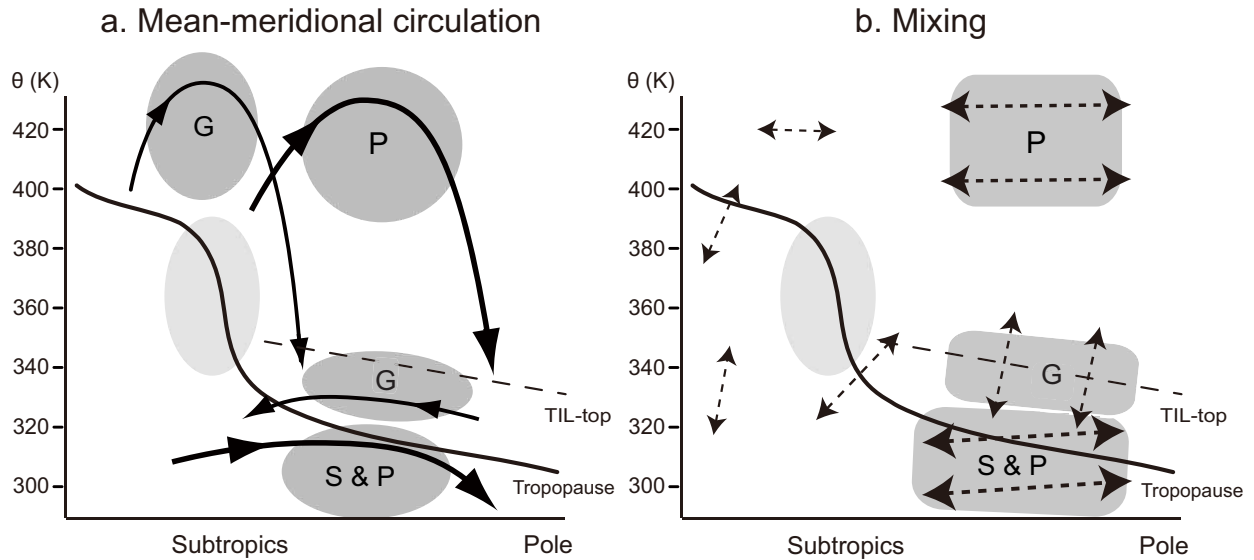 a. Mean-meridional circulation
θ (K)
420
400
380
360
340
320
300
G
P
G
TIL-top
S & P
Tropopause
Subtropics
Pole
b. Mixing
θ (K)
420
400
380
360
340
320
300
P
G
TIL-top
S & P
Tropopause
Subtropics
Pole